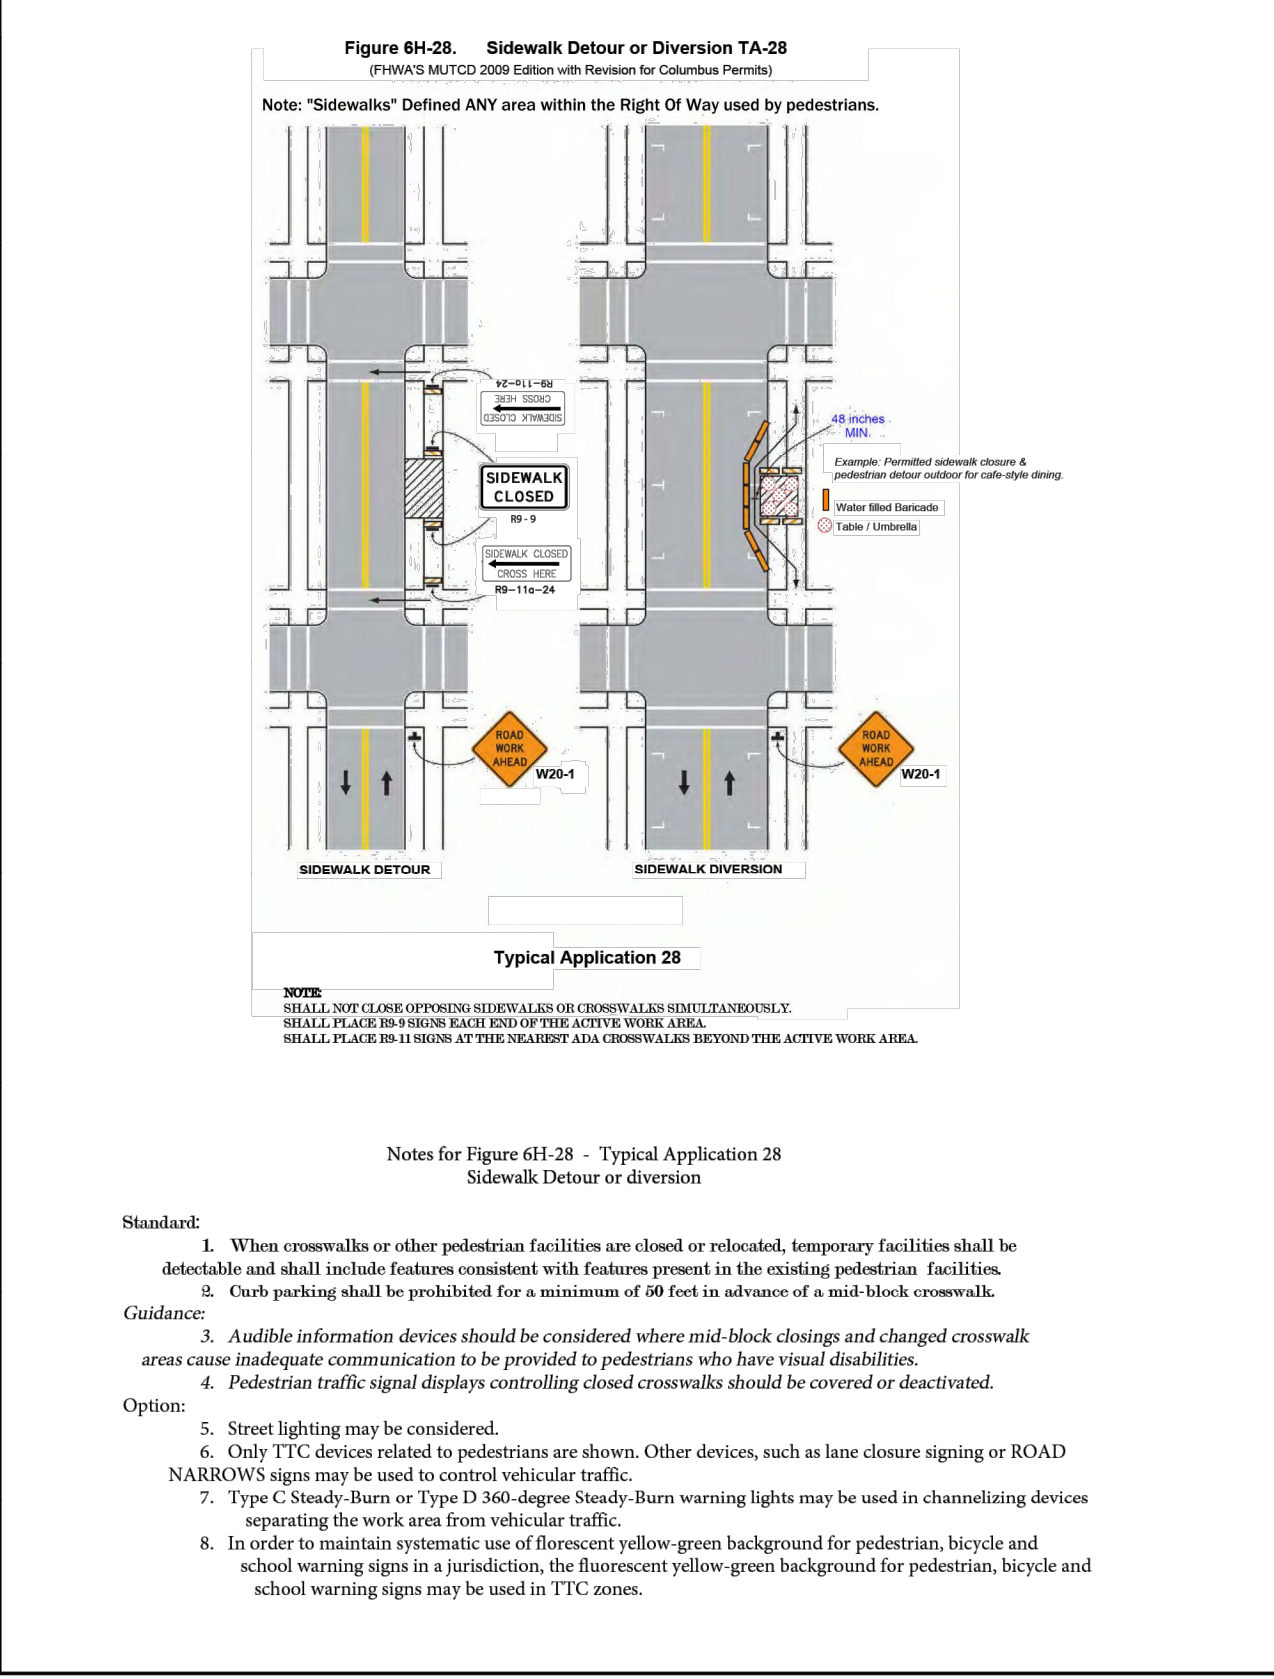 Figure 6H-28. Sidewalk Detour or Diversion TA-28
(FHWA'S MUTCD 2009 Edition with Revision for Columbus Permits)
Note: "Sidewalks" Defined ANY area within the Right Of Way used by pedestrians.
R9-11a-24
CROSS HERE
SIDEWALK CLOSED
SIDEWALK
CLOSED
R9-9
SIDEWALK CLOSED
CROSS HERE
R9-11a-24
48 inches
MIN.
Example: Permitted sidewalk closure &
pedestrian detour outdoor for cafe-style dining.
Water filled Baricade
Table / Umbrella
ROAD
WORK
AHEAD
W20-1
ROAD
WORK
AHEAD
W20-1
SIDEWALK DETOUR
SIDEWALK DIVERSION
Typical Application 28
NOTE:
SHALL NOT CLOSE OPPOSING SIDEWALKS OR CROSSWALKS SIMULTANEOUSLY.
SHALL PLACE R9-9 SIGNS EACH END OF THE ACTIVE WORK AREA.
SHALL PLACE R9-11 SIGNS AT THE NEAREST ADA CROSSWALKS BEYOND THE ACTIVE WORK AREA.
Notes for Figure 6H-28 - Typical Application 28
Sidewalk Detour or diversion
Standard:
1. When crosswalks or other pedestrian facilities are closed or relocated, temporary facilities shall be
detectable and shall include features consistent with features present in the existing pedestrian facilities.
2. Curb parking shall be prohibited for a minimum of 50 feet in advance of a mid-block crosswalk.
Guidance:
3. Audible information devices should be considered where mid-block closings and changed crosswalk
areas cause inadequate communication to be provided to pedestrians who have visual disabilities.
4. Pedestrian traffic signal displays controlling closed crosswalks should be covered or deactivated.
Option:
5. Street lighting may be considered.
6. Only TTC devices related to pedestrians are shown. Other devices, such as lane closure signing or ROAD
NARROWS signs may be used to control vehicular traffic.
7. Type C Steady-Burn or Type D 360-degree Steady-Burn warning lights may be used in channelizing devices
separating the work area from vehicular traffic.
8. In order to maintain systematic use of florescent yellow-green background for pedestrian, bicycle and
school warning signs in a jurisdiction, the fluorescent yellow-green background for pedestrian, bicycle and
school warning signs may be used in TTC zones.